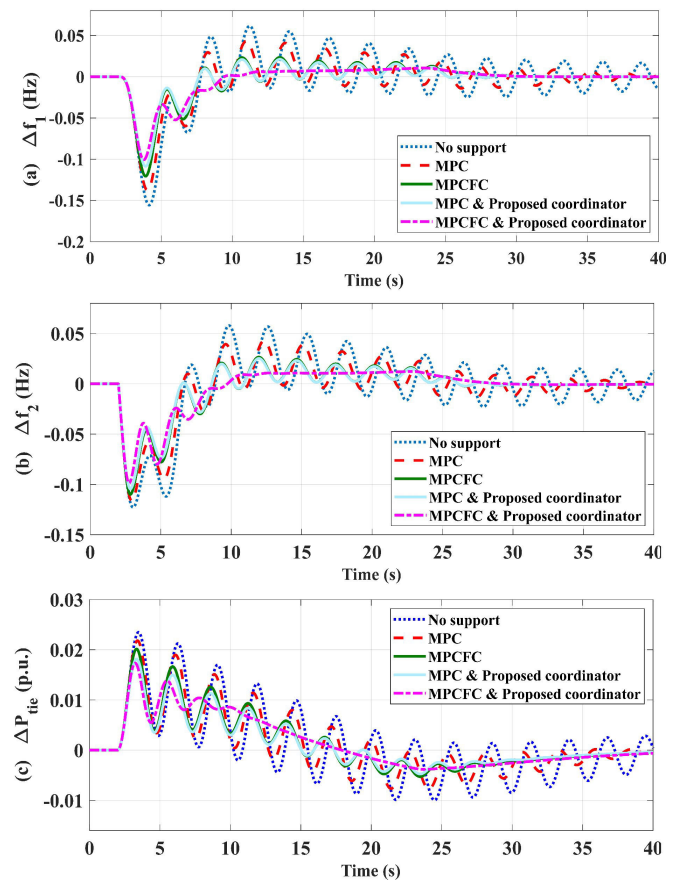 0.05
0
-0.05
-0.1
-0.15
-0.2
(a) Δf1 (Hz)
No support
MPC
MPCFC
MPC & Proposed coordinator
MPCFC & Proposed coordinator
0 5 10 15 20 25 30 35 40
Time (s)
0.05
0
-0.05
-0.1
-0.15
(b) Δf2 (Hz)
No support
MPC
MPCFC
MPC & Proposed coordinator
MPCFC & Proposed coordinator
0 5 10 15 20 25 30 35 40
Time (s)
0.03
0.02
0.01
0
-0.01
(c) ΔPtie (p.u.)
No support
MPC
MPCFC
MPC & Proposed coordinator
MPCFC & Proposed coordinator
0 5 10 15 20 25 30 35 40
Time (s)